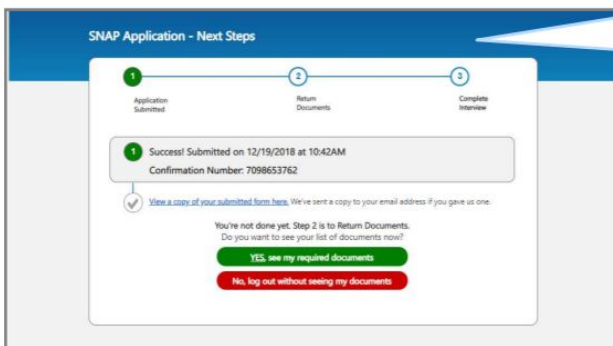 SNAP Application - Next Steps
1
2
3
Application
Submitted
Return
Documents
Complete
Interview
1
Success! Submitted on 12/19/2018 at 10:42AM
Confirmation Number: 7098653762
View a copy of your submitted form here. We've sent a copy to your email address if you gave us one.
You're not done yet. Step 2 is to Return Documents.
Do you want to see your list of documents now?
YES, see my required documents
No, log out without seeing my documents